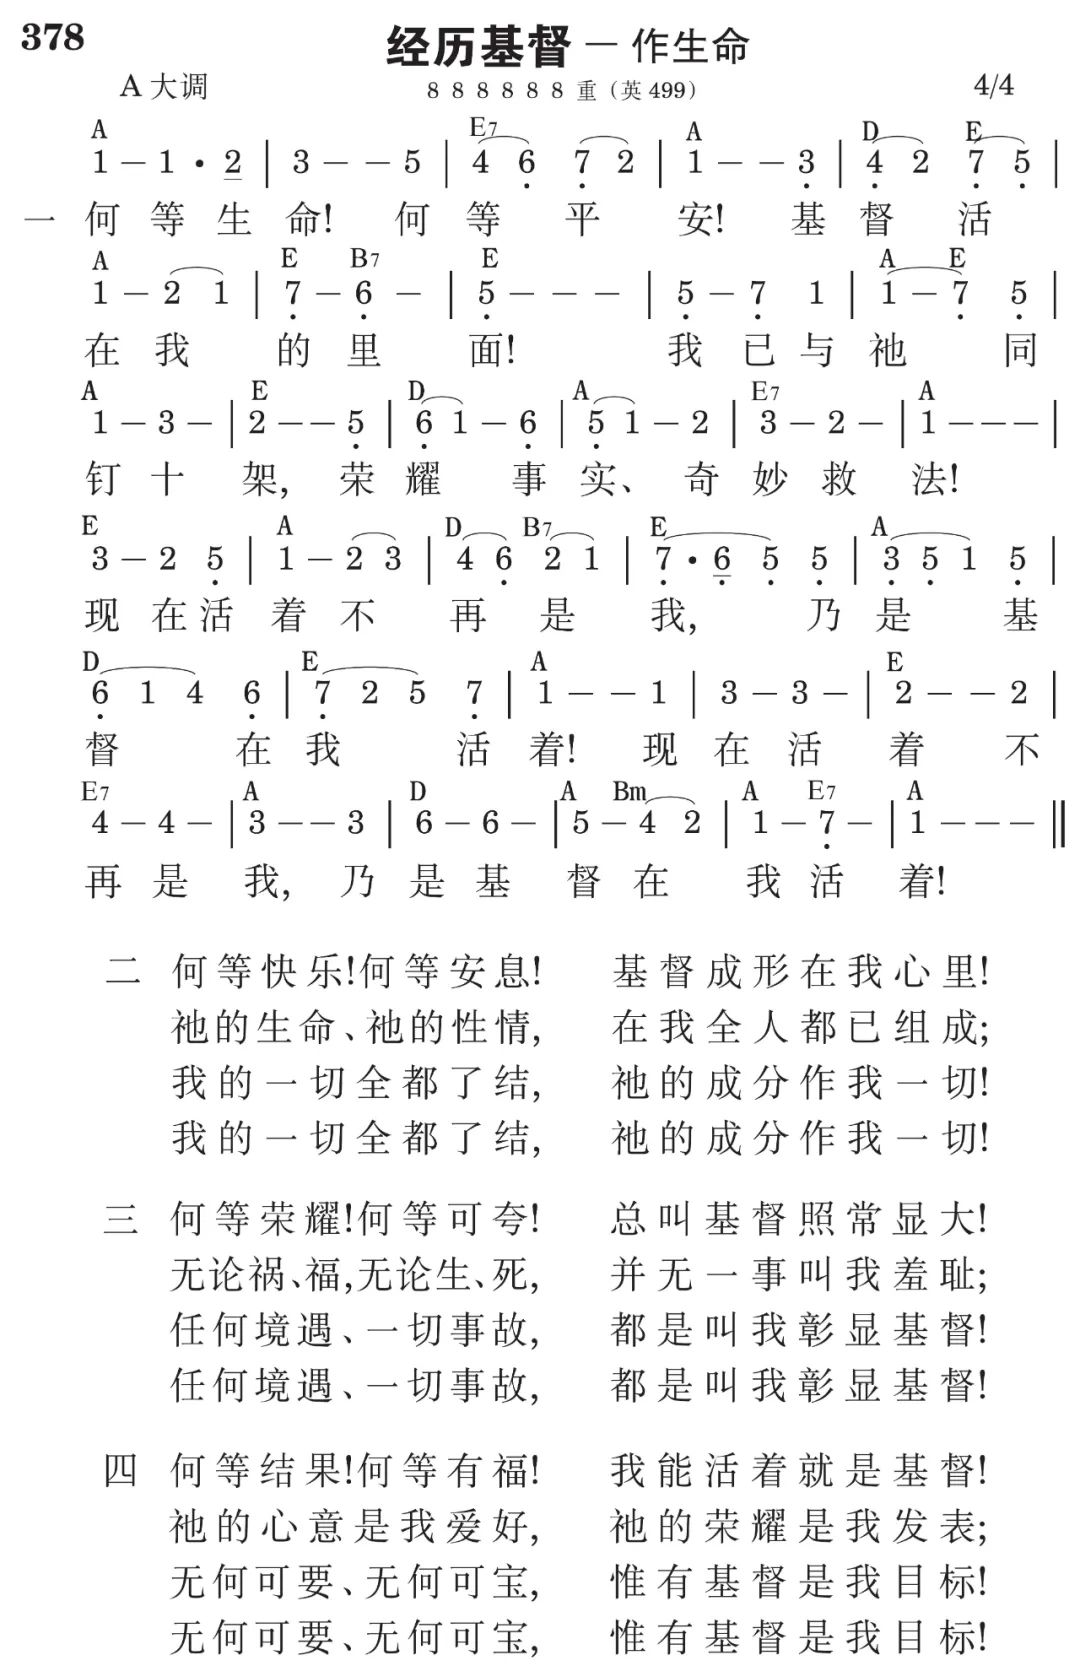 378
经历基督 — 作生命
A 大调 8 8 8 8 8 8 重（英 499） 4/4
A E7 A D E
1 – 1 · 2 | 3 – – 5 | 4 6 7 2 | 1 – – 3 | 4 2 7 5 |
一 何 等 生 命! 何 等 平 安! 基 督 活
A E B7 E A E
1 – 2 1 | 7 – 6 – | 5 – – – | 5 – 7 1 | 1 – 7 5 |
在 我 的 里 面! 我 已 与 祂 同
A E D A E7 A
1 – 3 – | 2 – – 5 | 6 1 – 6 | 5 1 – 2 | 3 – 2 – | 1 – – – |
钉 十 架, 荣 耀 事 实、 奇 妙 救 法!
E A D B7 E A
3 – 2 5 | 1 – 2 3 | 4 6 2 1 | 7 · 6 5 5 | 3 5 1 5 |
现 在 活 着 不 再 是 我, 乃 是 基
D E A E
6 1 4 6 | 7 2 5 7 | 1 – – 1 | 3 – 3 – | 2 – – 2 |
督 在 我 活 着! 现 在 活 着 不
E7 A D A Bm A E7 A
4 – 4 – | 3 – – 3 | 6 – 6 – | 5 – 4 2 | 1 – 7 – | 1 – – – ‖
再 是 我, 乃 是 基 督 在 我 活 着!
二 何等快乐!何等安息! 基督成形在我心里!
祂的生命、祂的性情, 在我全人都已组成;
我的一切全都了结, 祂的成分作我一切!
我的一切全都了结, 祂的成分作我一切!
三 何等荣耀!何等可夸! 总叫基督照常显大!
无论祸、福,无论生、死, 并无一事叫我羞耻;
任何境遇、一切事故, 都是叫我彰显基督!
任何境遇、一切事故, 都是叫我彰显基督!
四 何等结果!何等有福! 我能活着就是基督!
祂的心意是我爱好, 祂的荣耀是我发表;
无何可要、无何可宝, 惟有基督是我目标!
无何可要、无何可宝, 惟有基督是我目标!